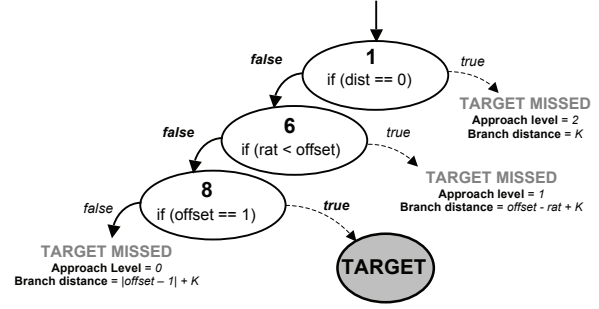 1
if (dist == 0)
false
true
TARGET MISSED
Approach level = 2
Branch distance = K
6
if (rat < offset)
false
true
TARGET MISSED
Approach level = 1
Branch distance = offset - rat + K
8
if (offset == 1)
false
true
TARGET MISSED
Approach Level = 0
Branch distance = |offset – 1| + K
TARGET